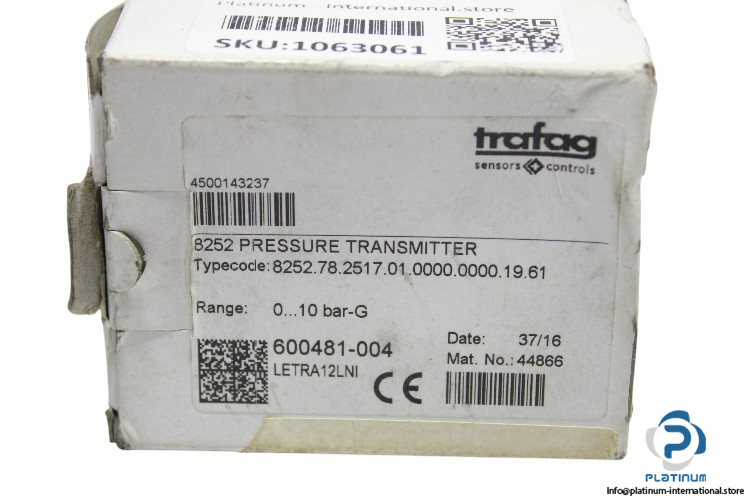 Platinum - international.store
SKU:1063061
trafag
sensors controls
4500143237
8252 PRESSURE TRANSMITTER
Typecode: 8252.78.2517.01.0000.0000.19.61
Range: 0...10 bar-G
600481-004
LETRA12LNI
CE
Date: 37/16
Mat. No.: 44866
PLATINUM
Info@platinum-international.store